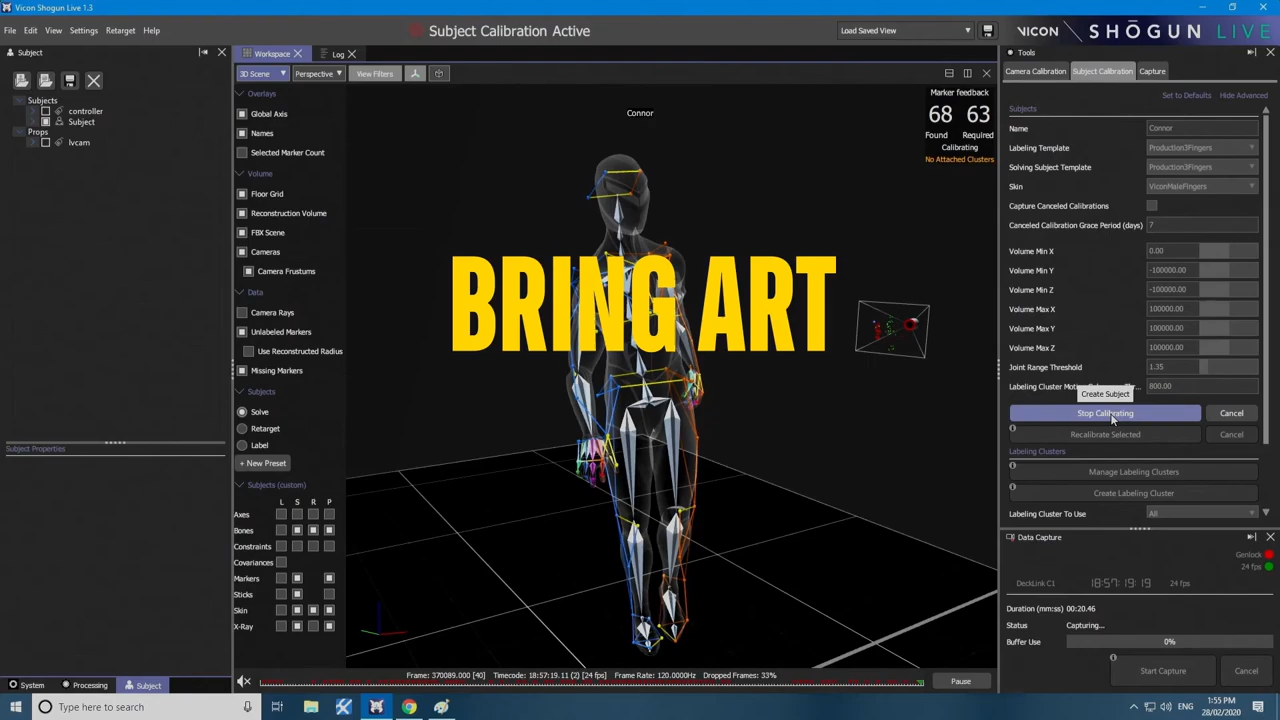 Vicon Shogun Live 1.3
File Edit View Settings Retarget Help
Subject Calibration Active
Load Saved View
VICON SHŌGUN LIVE
Subject
Subjects
controller
Subject
Props
lvcam
Subject Properties
System Processing Subject
Workspace Log
3D Scene Perspective View Filters
Overlays
Global Axis
Names
Selected Marker Count
Volume
Floor Grid
Reconstruction Volume
FBX Scene
Cameras
Camera Frustums
Data
Camera Rays
Unlabeled Markers
Use Reconstructed Radius
Missing Markers
Subjects
Solve
Retarget
Label
+ New Preset
Subjects (custom)
L S R P
Axes
Bones
Constraints
Covariances
Markers
Sticks
Skin
X-Ray
Connor
Marker feedback
68 63
Found Required
Calibrating
No Attached Clusters
BRING ART
Frame: 370089.000 [40] Timecode: 18:57:19.11 (2) [24 fps] Frame Rate: 120.0000Hz Dropped Frames: 33%
Pause
Tools
Camera Calibration Subject Calibration Capture
Set to Defaults Hide Advanced
Subjects
Name Connor
Labeling Template Production3Fingers
Solving Subject Template Production3Fingers
Skin ViconMaleFingers
Capture Canceled Calibrations
Canceled Calibration Grace Period (days) 7
Volume Min X 0.00
Volume Min Y -100000.00
Volume Min Z -100000.00
Volume Max X 100000.00
Volume Max Y 100000.00
Volume Max Z 100000.00
Joint Range Threshold 1.35
Labeling Cluster 800.00
Create Subject
Stop Calibrating Cancel
Recalibrate Selected Cancel
Labeling Clusters
Manage Labeling Clusters
Create Labeling Cluster
Labeling Cluster To Use All
Data Capture
Genlock
24 fps
DeckLink C1 18:57:19:19 24 fps
Duration (mm:ss) 00:20.46
Status Capturing...
Buffer Use 0%
Start Capture Cancel
Type here to search
ENG
1:55 PM
28/02/2020